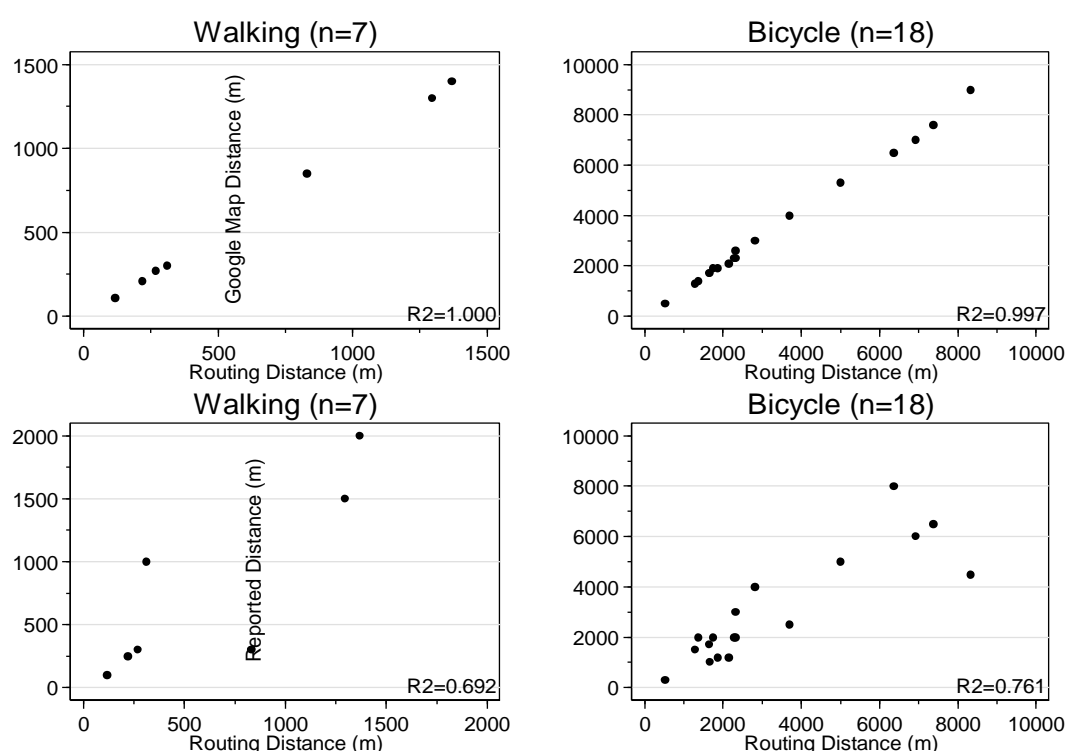 Walking (n=7)
1500
1000
500
0
Google Map Distance (m)
R2=1.000
0 500 1000 1500
Routing Distance (m)
Bicycle (n=18)
10000
8000
6000
4000
2000
0
R2=0.997
0 2000 4000 6000 8000 10000
Routing Distance (m)
Walking (n=7)
2000
1500
1000
500
0
Reported Distance (m)
R2=0.692
0 500 1000 1500 2000
Routing Distance (m)
Bicycle (n=18)
10000
8000
6000
4000
2000
0
R2=0.761
0 2000 4000 6000 8000 10000
Routing Distance (m)